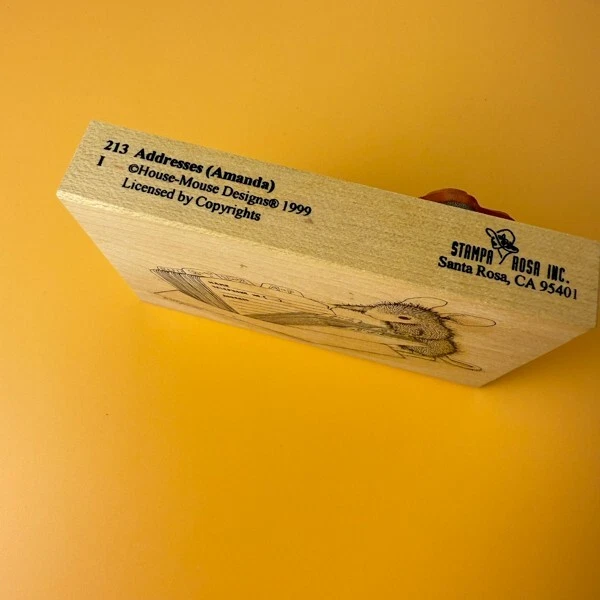 213 Addresses (Amanda)
I ©House-Mouse Designs® 1999
Licensed by Copyrights
STAMPA ROSA INC.
Santa Rosa, CA 95401